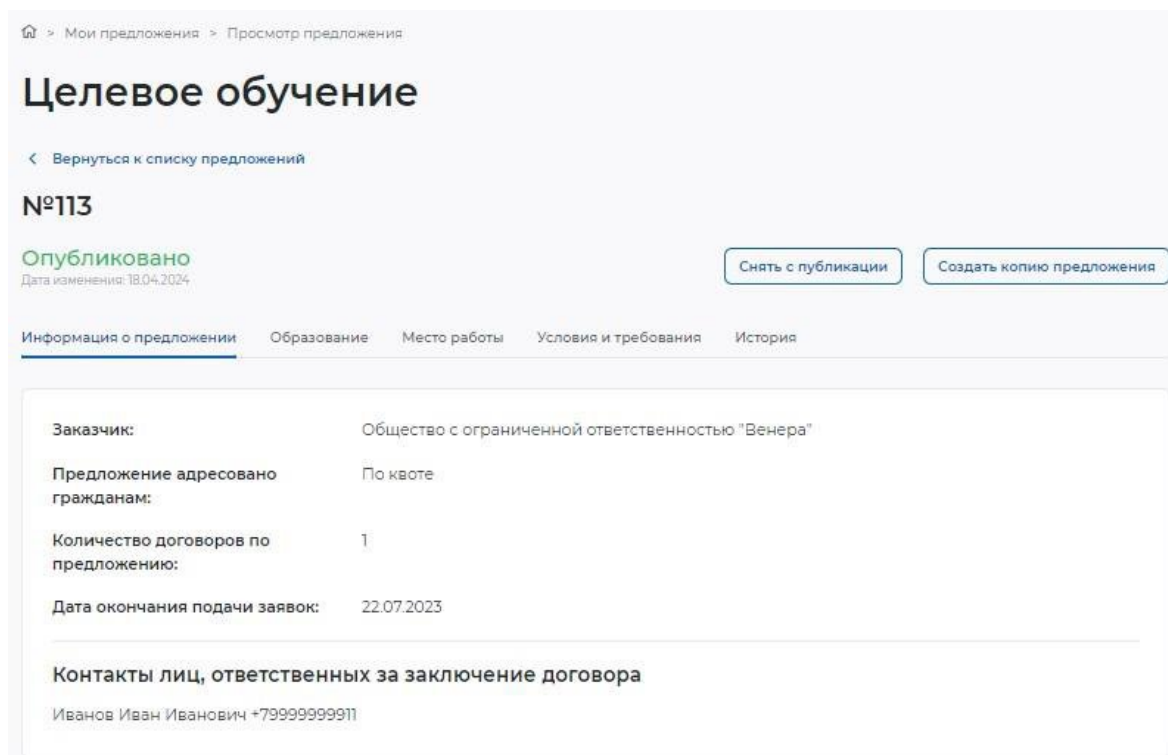 > Мои предложения > Просмотр предложения
Целевое обучение
< Вернуться к списку предложений
№113
Опубликовано
Дата изменения: 18.04.2024
Снять с публикации
Создать копию предложения
Информация о предложении Образование Место работы Условия и требования История
Заказчик: Общество с ограниченной ответственностью "Венера"
Предложение адресовано По квоте
гражданам:
Количество договоров по 1
предложению:
Дата окончания подачи заявок: 22.07.2023
Контакты лиц, ответственных за заключение договора
Иванов Иван Иванович +79999999911